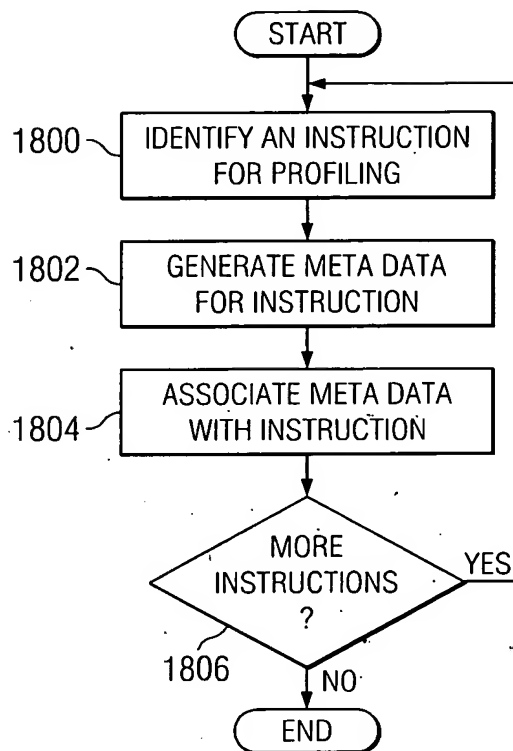 START
1800
IDENTIFY AN INSTRUCTION
FOR PROFILING
1802
GENERATE META DATA
FOR INSTRUCTION
1804
ASSOCIATE META DATA
WITH INSTRUCTION
MORE
INSTRUCTIONS
?
YES
1806
NO
END